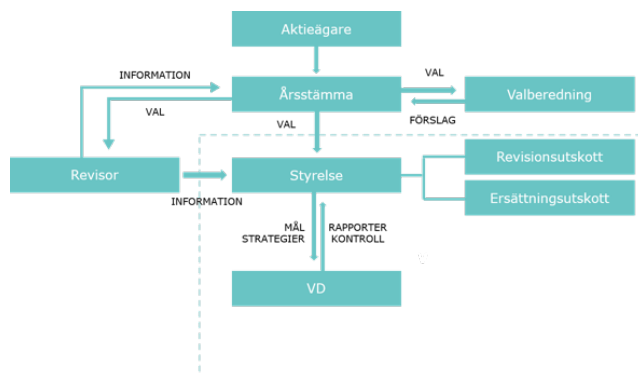 Aktieägare
INFORMATION
VAL
Årsstämma
VAL
Valberedning
VAL
FÖRSLAG
Revisor
INFORMATION
Styrelse
Revisionsutskott
Ersättningsutskott
MÅL
STRATEGIER
RAPPORTER
KONTROLL
VD